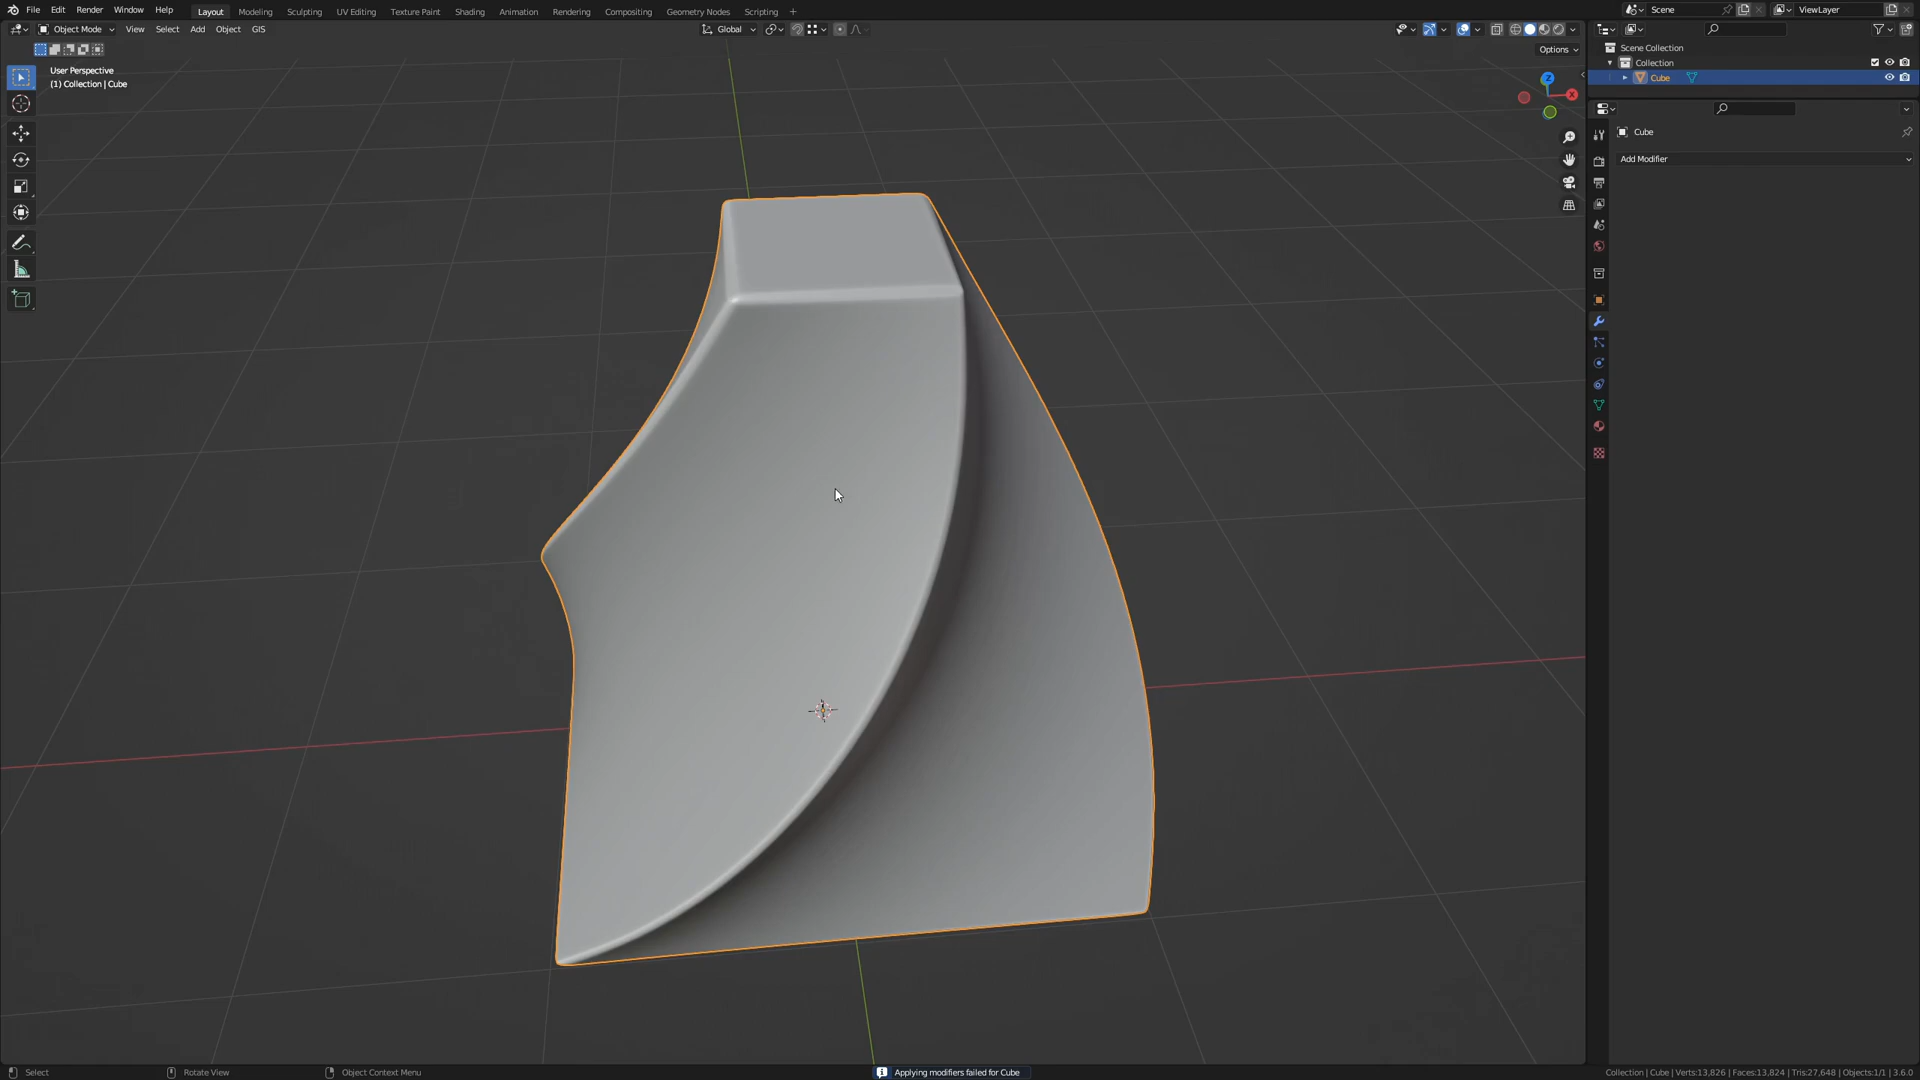 File Edit Render Window Help Layout Modeling Sculpting UV Editing Texture Paint Shading Animation Rendering Compositing Geometry Nodes Scripting + Scene ViewLayer
Object Mode View Select Add Object GIS Global
Options
User Perspective
(1) Collection | Cube
Z
X
Scene Collection
Collection
Cube
Cube
Add Modifier
Select Rotate View Object Context Menu Applying modifiers failed for Cube Collection | Cube | Verts:13,826 | Faces:13,824 | Tris:27,648 | Objects:1/1 | 3.6.0